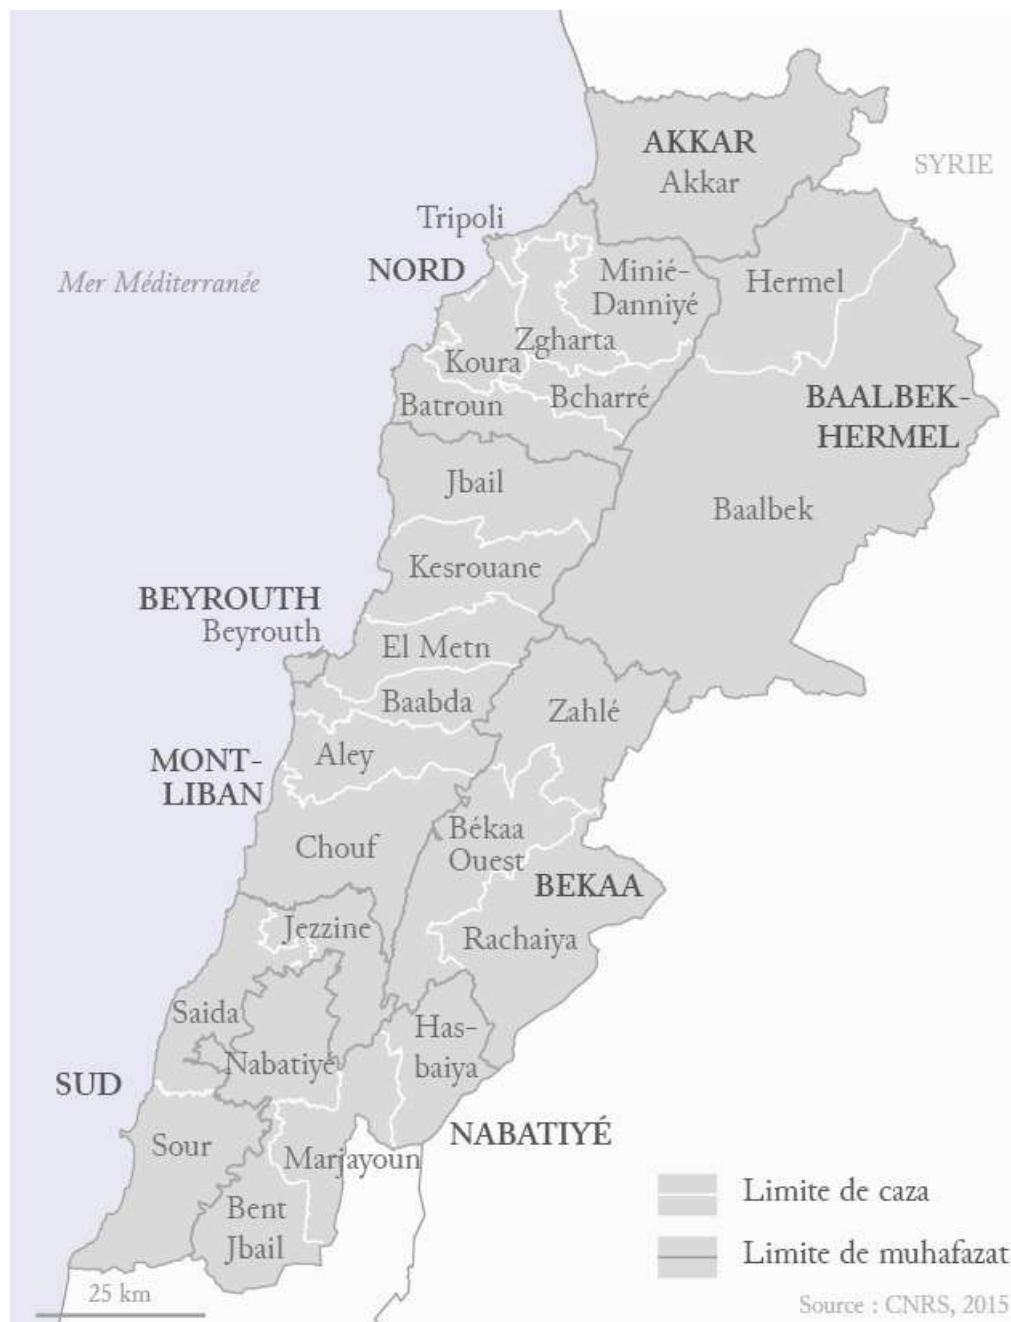 AKKAR
Akkar
SYRIE
Tripoli
NORD
Mer Méditerranée
Minié-
Danniyé
Hermel
Zgharta
Koura
Bcharré
Batroun
BAALBEK-
HERMEL
Jbail
Baalbek
Kesrouane
BEYROUTH
Beyrouth
El Metn
Baabda
Zahlé
Aley
MONT-
LIBAN
Békaa
Ouest
Chouf
BEKAA
Jezzine
Rachaiya
Saida
Has-
baiya
Nabatiyé
SUD
NABATIYÉ
Sour
Marjayoun
Bent
Jbail
Limite de caza
Limite de muhafazat
25 km
Source : CNRS, 2015